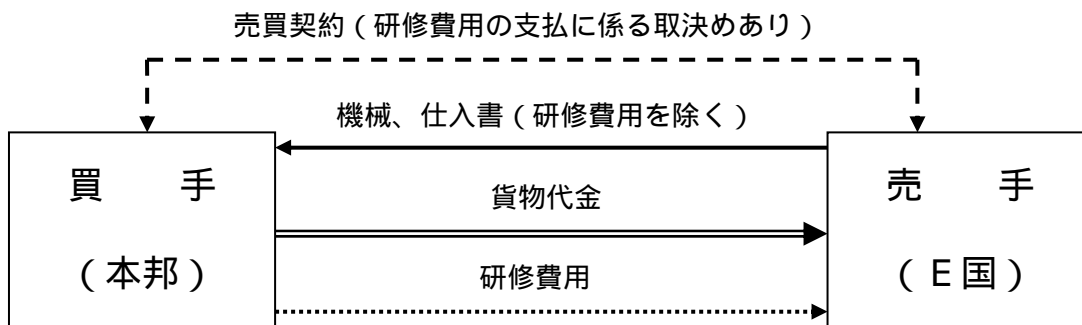 売買契約（研修費用の支払に係る取決めあり）
機械、仕入書（研修費用を除く）
買　　手
（本邦）
貨物代金
研修費用
売　　手
（Ｅ国）